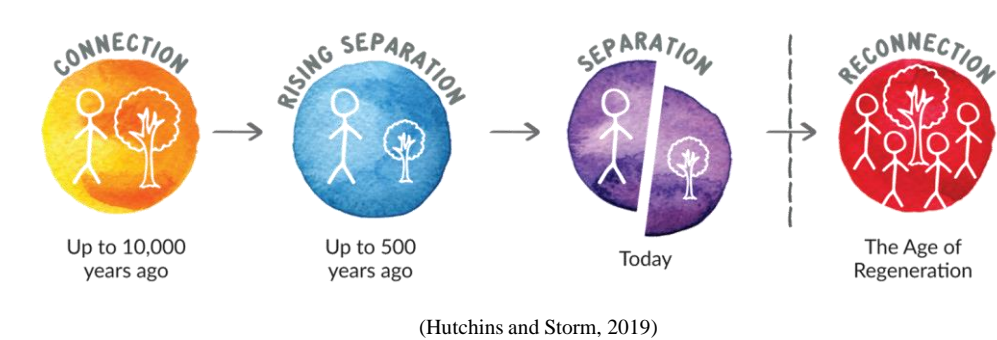 CONNECTION
RISING SEPARATION
SEPARATION
RECONNECTION
Up to 10,000
years ago
Up to 500
years ago
Today
The Age of
Regeneration
(Hutchins and Storm, 2019)